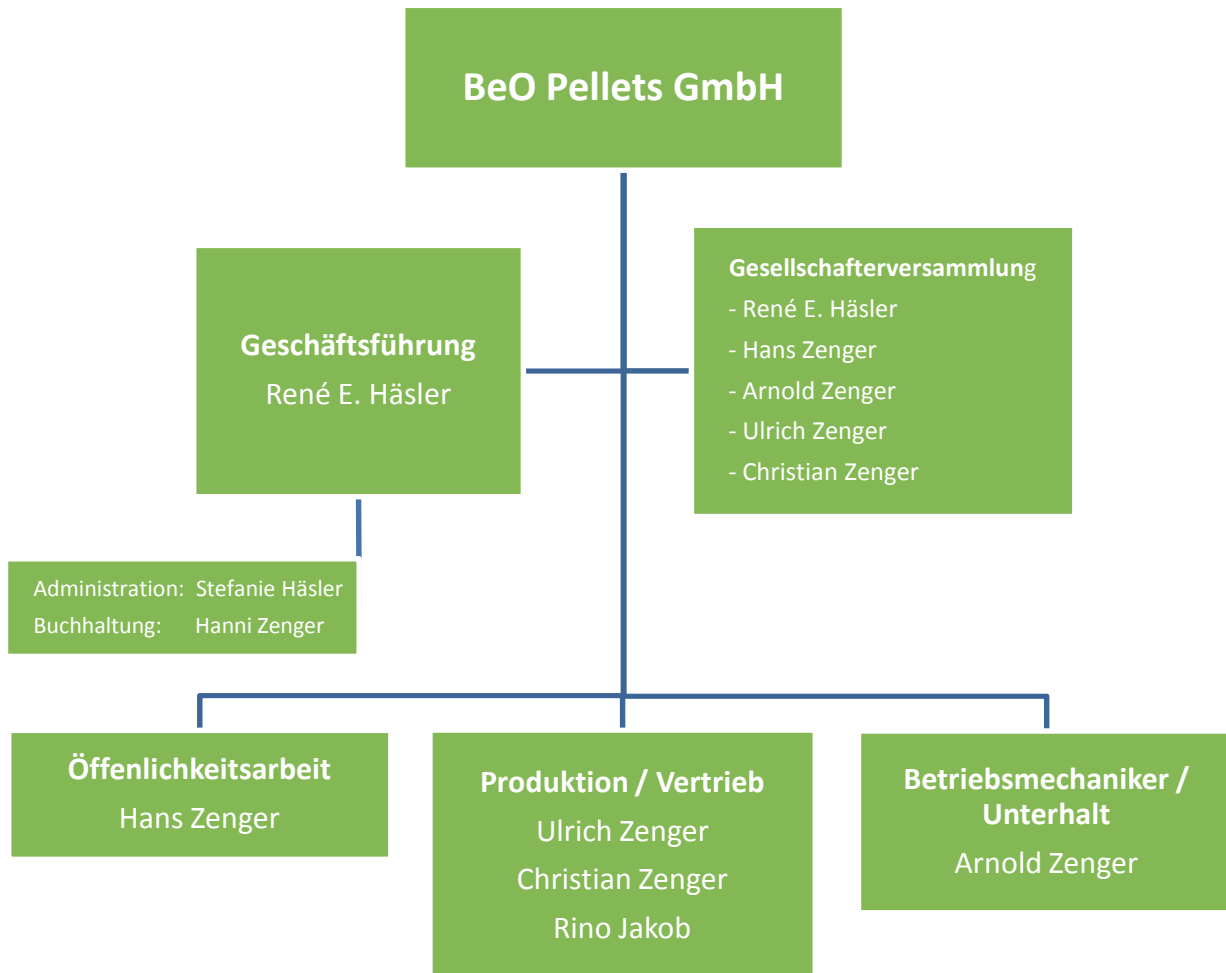 BeO Pellets GmbH
Geschäftsführung
René E. Häsler
Gesellschafterversammlung
- René E. Häsler
- Hans Zenger
- Arnold Zenger
- Ulrich Zenger
- Christian Zenger
Administration: Stefanie Häsler
Buchhaltung: Hanni Zenger
Öffenlichkeitsarbeit
Hans Zenger
Produktion / Vertrieb
Ulrich Zenger
Christian Zenger
Rino Jakob
Betriebsmechaniker /
Unterhalt
Arnold Zenger